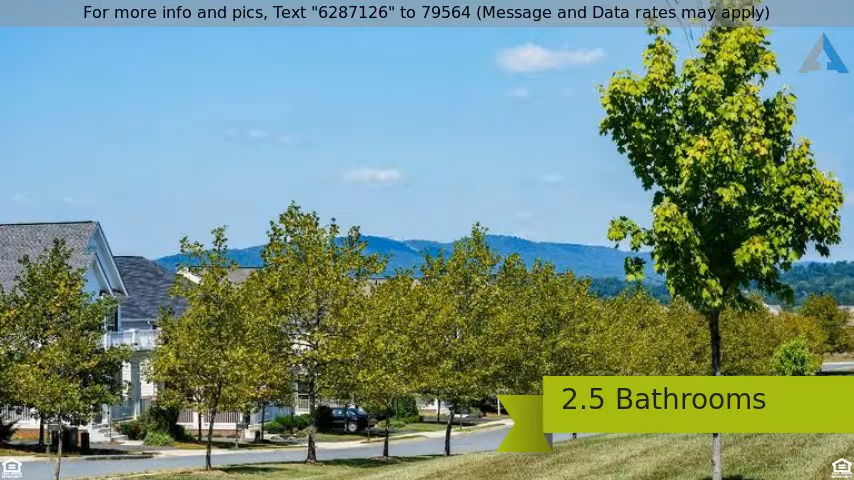 For more info and pics, Text "6287126" to 79564 (Message and Data rates may apply)
2.5 Bathrooms